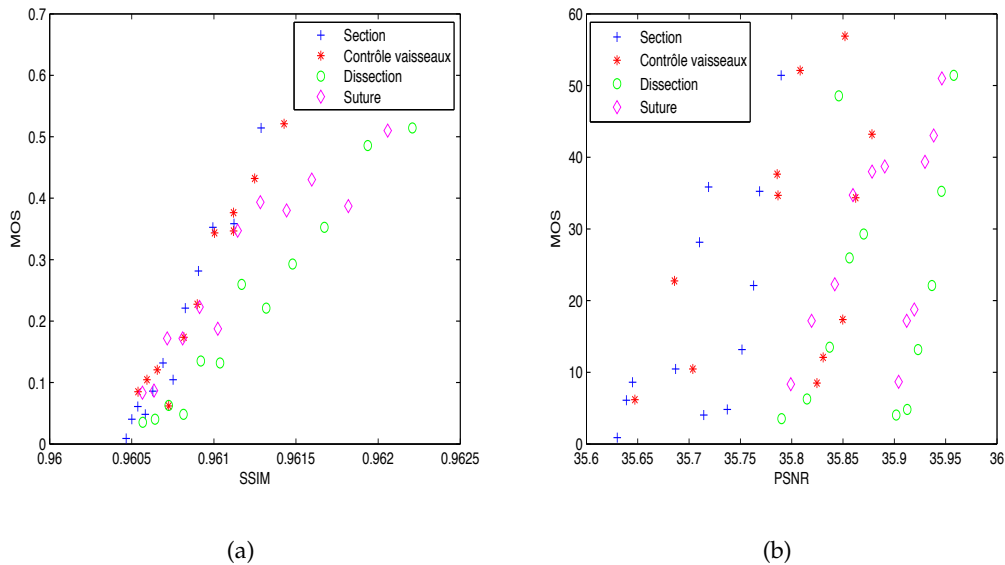 0.7
0.6
0.5
0.4
0.3
0.2
0.1
0
MOS
0.96
0.9605
0.961
0.9615
0.962
0.9625
SSIM
Section
Contrôle vaisseaux
Dissection
Suture
(a)
60
50
40
30
20
10
0
MOS
35.6
35.65
35.7
35.75
35.8
35.85
35.9
35.95
36
PSNR
Section
Contrôle vaisseaux
Dissection
Suture
(b)